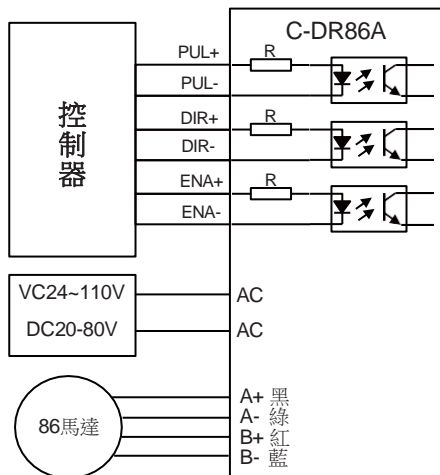 C-DR86A
控制器
PUL+
R
PUL-
DIR+
R
DIR-
ENA+
R
ENA-
VC24~110V
AC
DC20-80V
AC
86馬達
A+ 黑
A- 綠
B+ 紅
B- 藍